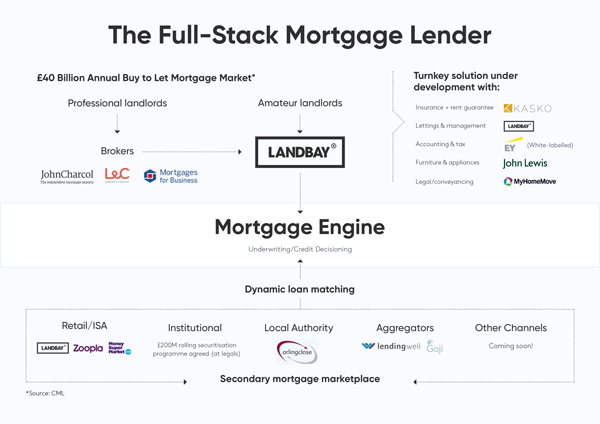 The Full-Stack Mortgage Lender
£40 Billion Annual Buy to Let Mortgage Market*
Professional landlords
Amateur landlords
Brokers
LANDBAY®
JohnCharcol
The independent mortgage experts
L&C
Mortgages
for Business
Turnkey solution under
development with:
Insurance + rent guarantee
KASKO
Lettings & management
LANDBAY
Accounting & tax
EY
(White-labelled)
Furniture & appliances
John Lewis
Legal/conveyancing
MyHomeMove
Mortgage Engine
Underwriting/Credit Decisioning
Dynamic loan matching
Retail/ISA
LANDBAY
Zoopla
Money
Super
Market
Institutional
£200M rolling securitisation
programme agreed (at legals)
Local Authority
arlingclose
Aggregators
lendingwell
Goji
Other Channels
Coming soon!
Secondary mortgage marketplace
*Source: CML